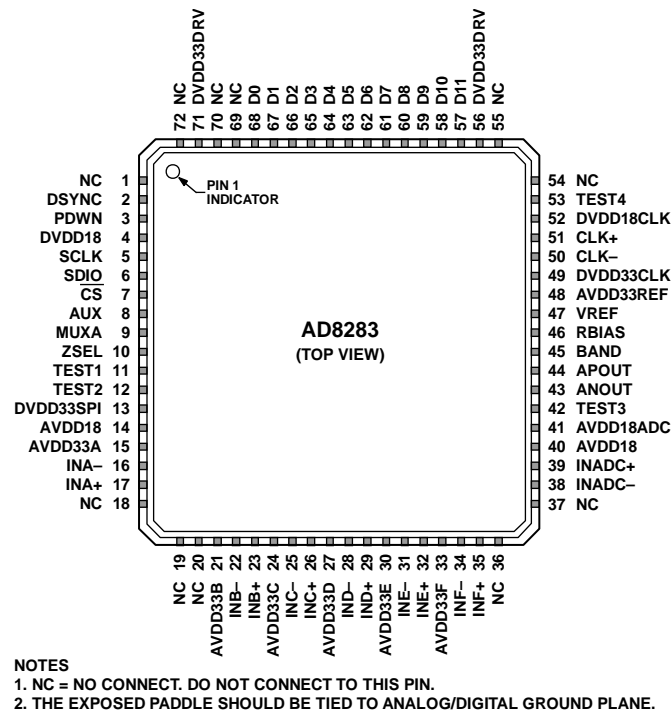 72 NC
71 DVDD33DRV
70 NC
69 NC
68 D0
67 D1
66 D2
65 D3
64 D4
63 D5
62 D6
61 D7
60 D8
59 D9
58 D10
57 D11
56 DVDD33DRV
55 NC
NC 1
DSYNC 2
PDWN 3
DVDD18 4
SCLK 5
SDIO 6
CS 7
AUX 8
MUXA 9
ZSEL 10
TEST1 11
TEST2 12
DVDD33SPI 13
AVDD18 14
AVDD33A 15
INA– 16
INA+ 17
NC 18
PIN 1
INDICATOR
AD8283
(TOP VIEW)
54 NC
53 TEST4
52 DVDD18CLK
51 CLK+
50 CLK–
49 DVDD33CLK
48 AVDD33REF
47 VREF
46 RBIAS
45 BAND
44 APOUT
43 ANOUT
42 TEST3
41 AVDD18ADC
40 AVDD18
39 INADC+
38 INADC–
37 NC
NC 19
NC 20
AVDD33B 21
INB– 22
INB+ 23
AVDD33C 24
INC– 25
INC+ 26
AVDD33D 27
IND– 28
IND+ 29
AVDD33E 30
INE– 31
INE+ 32
AVDD33F 33
INF– 34
INF+ 35
NC 36
NOTES
1. NC = NO CONNECT. DO NOT CONNECT TO THIS PIN.
2. THE EXPOSED PADDLE SHOULD BE TIED TO ANALOG/DIGITAL GROUND PLANE.